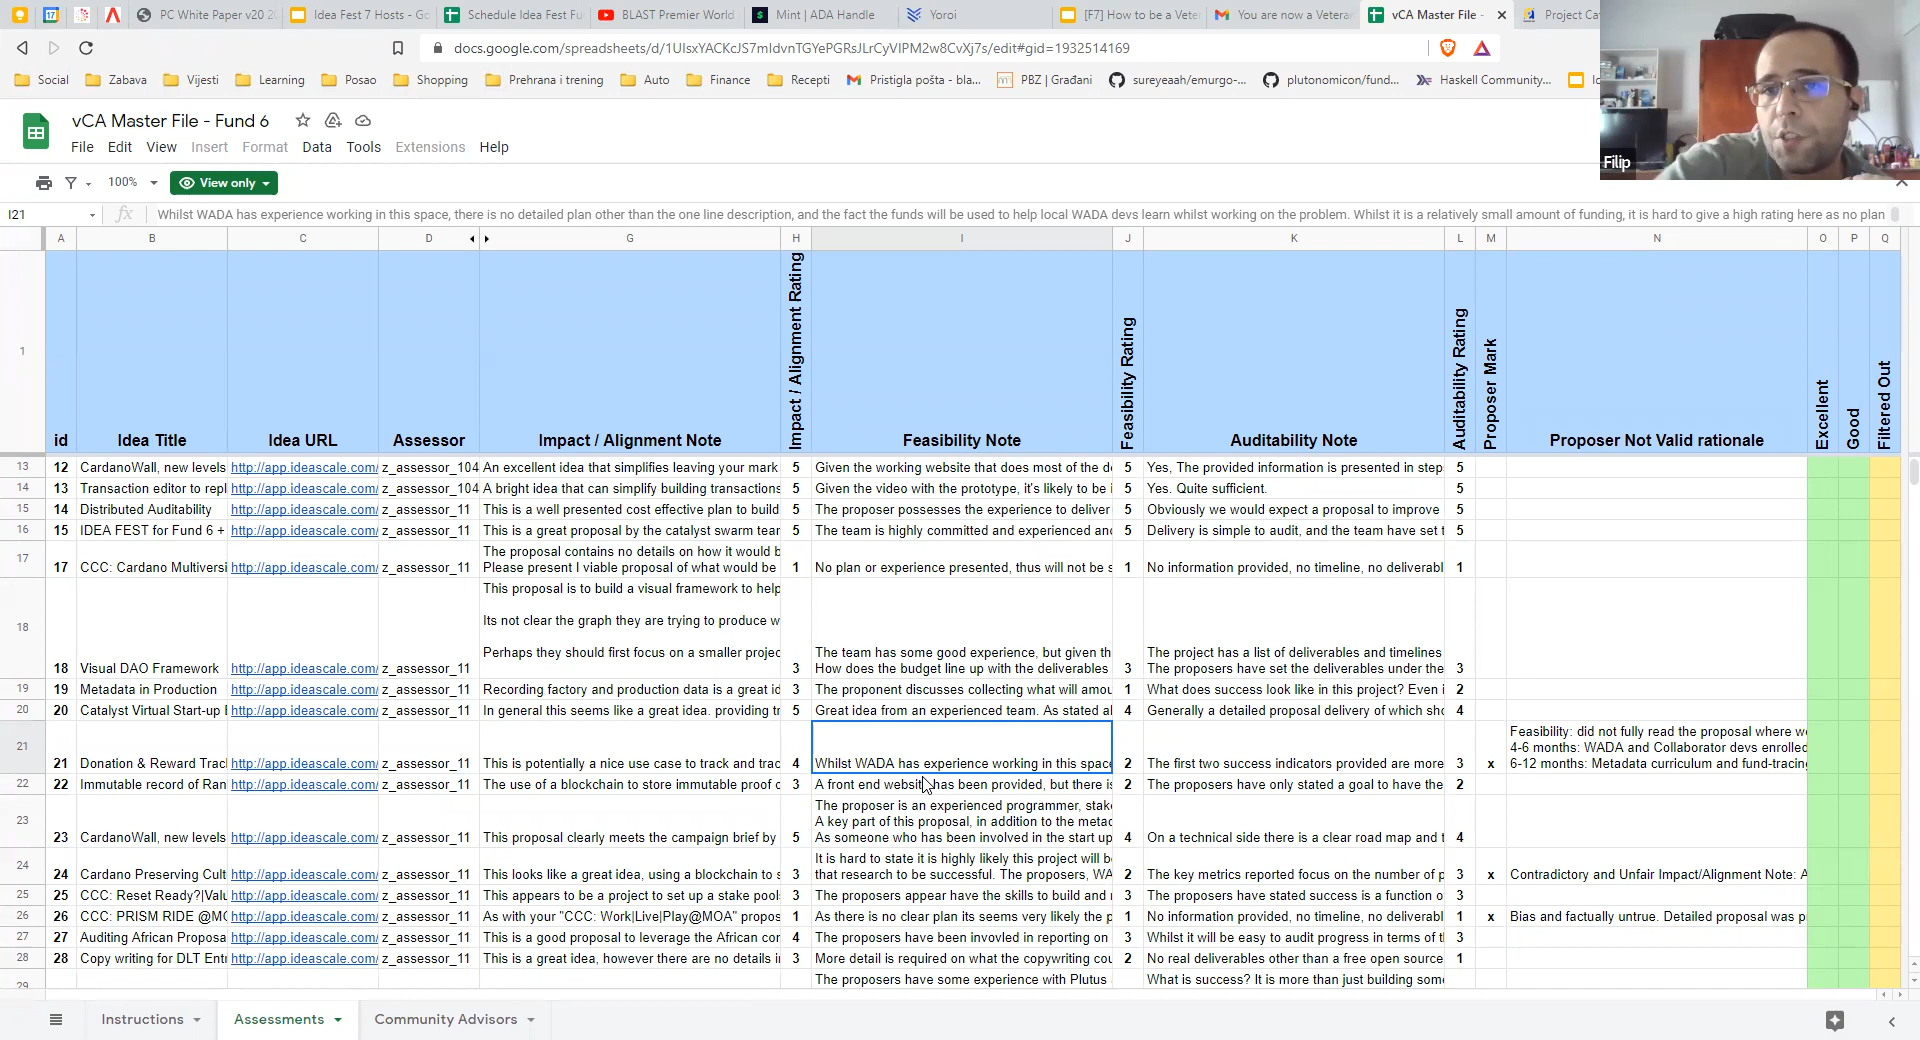 PC White Paper v20 20
Idea Fest 7 Hosts - Go
Schedule Idea Fest Fu
BLAST Premier World
$ Mint | ADA Handle
Yoroi
[F7] How to be a Vete
You are now a Vetera
vCA Master File -
Project Ca
docs.google.com/spreadsheets/d/1UIsxYACKcJS7mIdvnTGYePGRsJLrCyVIPM2w8CvXj7s/edit#gid=1932514169
Social Zabava Vijesti Learning Posao Shopping Prehrana i trening Auto Finance Recepti Pristigla pošta - bla... PBZ | Građani sureyeaah/emurgo-... plutonomicon/fund... Haskell Community...
vCA Master File - Fund 6
File Edit View Insert Format Data Tools Extensions Help
Filip
100% View only
I21 fx Whilst WADA has experience working in this space, there is no detailed plan other than the one line description, and the fact the funds will be used to help local WADA devs learn whilst working on the problem. Whilst it is a relatively small amount of funding, it is hard to give a high rating here as no plan
A B C D G H I J K L M N O P Q
1 id Idea Title Idea URL Assessor Impact / Alignment Note Impact / Alignment Rating Feasibility Note Feasibility Rating Auditability Note Auditability Rating Proposer Mark Proposer Not Valid rationale Excellent Good Filtered Out
13 12 CardanoWall, new levels http://app.ideascale.com/ z_assessor_104 An excellent idea that simplifies leaving your mark 5 Given the working website that does most of the de 5 Yes, The provided information is presented in step 5
14 13 Transaction editor to repl http://app.ideascale.com/ z_assessor_104 A bright idea that can simplify building transactions 5 Given the video with the prototype, it's likely to be i 5 Yes. Quite sufficient. 5
15 14 Distributed Auditability http://app.ideascale.com/ z_assessor_11 This is a well presented cost effective plan to build 5 The proposer possesses the experience to deliver 5 Obviously we would expect a proposal to improve 5
16 15 IDEA FEST for Fund 6 + http://app.ideascale.com/ z_assessor_11 This is a great proposal by the catalyst swarm tear 5 The team is highly committed and experienced and 5 Delivery is simple to audit, and the team have set t 5
The proposal contains no details on how it would b
17 17 CCC: Cardano Multiversi http://app.ideascale.com/ z_assessor_11 Please present I viable proposal of what would be 1 No plan or experience presented, thus will not be s 1 No information provided, no timeline, no deliverabl 1
This proposal is to build a visual framework to help
18 Its not clear the graph they are trying to produce w
Perhaps they should first focus on a smaller projec The team has some good experience, but given th The project has a list of deliverables and timelines
18 Visual DAO Framework http://app.ideascale.com/ z_assessor_11 3 How does the budget line up with the deliverables 3 The proposers have set the deliverables under the 3
19 19 Metadata in Production http://app.ideascale.com/ z_assessor_11 Recording factory and production data is a great id 3 The proponent discusses collecting what will amou 1 What does success look like in this project? Even i 2
20 20 Catalyst Virtual Start-up http://app.ideascale.com/ z_assessor_11 In general this seems like a great idea. providing tr 5 Great idea from an experienced team. As stated al 4 Generally a detailed proposal delivery of which sho 4
Feasibility: did not fully read the proposal where we
21 4-6 months: WADA and Collaborator devs enrolled
21 Donation & Reward Trac http://app.ideascale.com/ z_assessor_11 This is potentially a nice use case to track and trac 4 Whilst WADA has experience working in this space 2 The first two success indicators provided are more 3 x 6-12 months: Metadata curriculum and fund-tracing
22 22 Immutable record of Ran http://app.ideascale.com/ z_assessor_11 The use of a blockchain to store immutable proof o 3 A front end website has been provided, but there is 2 The proposers have only stated a goal to have the 2
The proposer is an experienced programmer, stake
23 A key part of this proposal, in addition to the metad
23 CardanoWall, new levels http://app.ideascale.com/ z_assessor_11 This proposal clearly meets the campaign brief by 5 As someone who has been involved in the start up 4 On a technical side there is a clear road map and t 4
It is hard to state it is highly likely this project will be
24 24 Cardano Preserving Cult http://app.ideascale.com/ z_assessor_11 This looks like a great idea, using a blockchain to s 3 that research to be successful. The proposers, WA 2 The key metrics reported focus on the number of p 3 x Contradictory and Unfair Impact/Alignment Note: A
25 25 CCC: Reset Ready?|Valu http://app.ideascale.com/ z_assessor_11 This appears to be a project to set up a stake pool 3 The proposers appear have the skills to build and r 3 The proposers have stated success is a function o 3
26 26 CCC: PRISM RIDE @MO http://app.ideascale.com/ z_assessor_11 As with your "CCC: Work|Live|Play@MOA" propos 1 As there is no clear plan its seems very likely the p 1 No information provided, no timeline, no deliverabl 1 x Bias and factually untrue. Detailed proposal was p
27 27 Auditing African Proposa http://app.ideascale.com/ z_assessor_11 This is a good proposal to leverage the African cor 4 The proposers have been invovled in reporting on 3 Whilst it will be easy to audit progress in terms of t 3
28 28 Copy writing for DLT Entr http://app.ideascale.com/ z_assessor_11 This is a great idea, however there are no details i 3 More detail is required on what the copywriting cou 2 No real deliverables other than a free open source 1
29 The proposers have some experience with Plutus What is success? It is more than just building som
Instructions Assessments Community Advisors